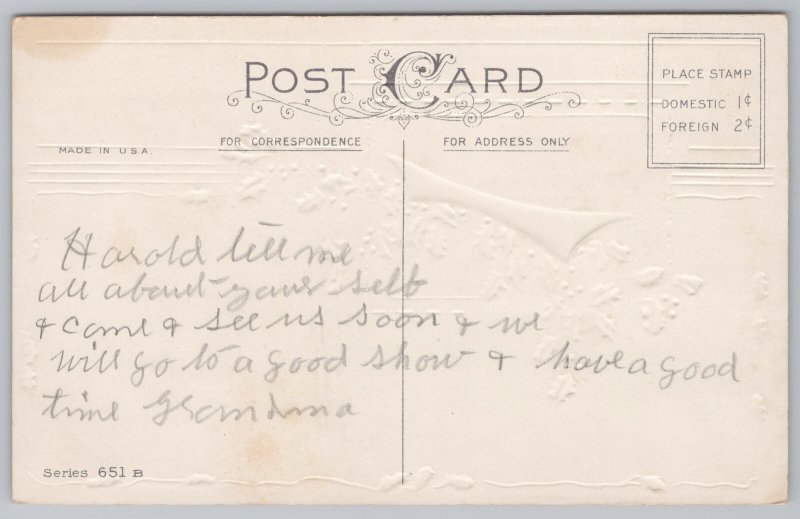 POST CARD
PLACE STAMP
DOMESTIC 1¢
FOREIGN 2¢
FOR CORRESPONDENCE
FOR ADDRESS ONLY
MADE IN U.S.A.
Harold tell me
all about your self
& come & see us soon & we
will go to a good show & have a good
time Grandma
Series 651 B